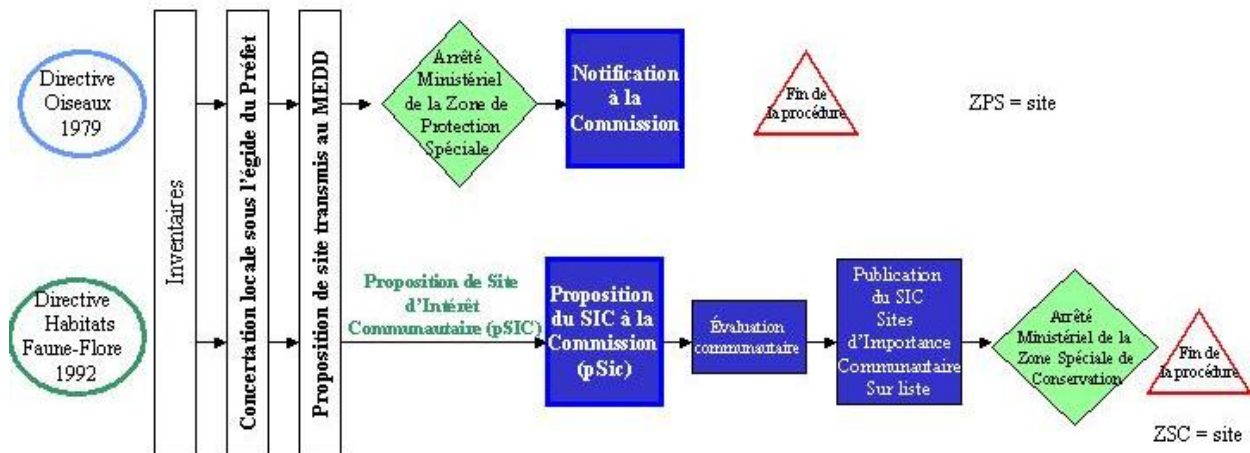 Directive
Oiseaux
1979
Inventaires
Concertation locale sous l'égide du Préfet
Proposition de site transmis au MEDD
Arrêté
Ministériel
de la Zone de
Protection
Spéciale
Notification
à la
Commission
Fin de
la procédure
ZPS = site
Directive
Habitats
Faune-Flore
1992
Proposition de Site
d'Intérêt
Communautaire (pSIC)
Proposition
du SIC à la
Commission
(pSic)
Évaluation
communautaire
Publication
du SIC
Sites
d'Importance
Communautaire
Sur liste
Arrêté
Ministériel de la
Zone Spéciale de
Conservation
Fin de
la procédure
ZSC = site